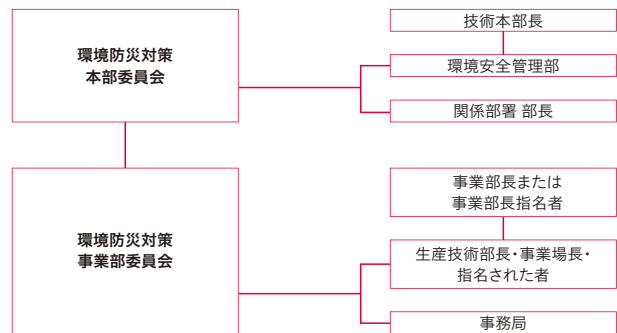 環境防災対策
本部委員会
技術本部長
環境安全管理部
関係部署 部長
環境防災対策
事業部委員会
事業部長または
事業部長指名者
生産技術部長・事業場長・
指名された者
事務局